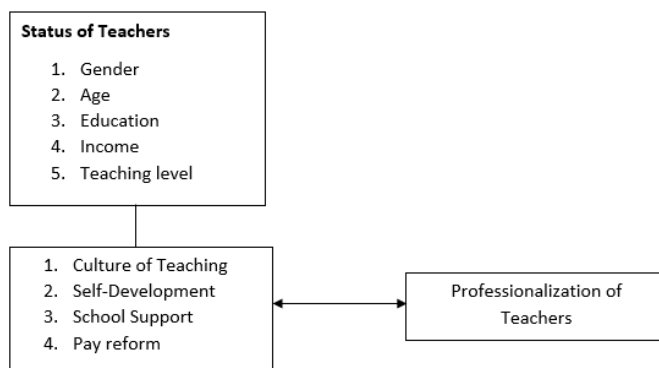 Status of Teachers
1. Gender
2. Age
3. Education
4. Income
5. Teaching level
1. Culture of Teaching
2. Self-Development
3. School Support
4. Pay reform
Professionalization of
Teachers